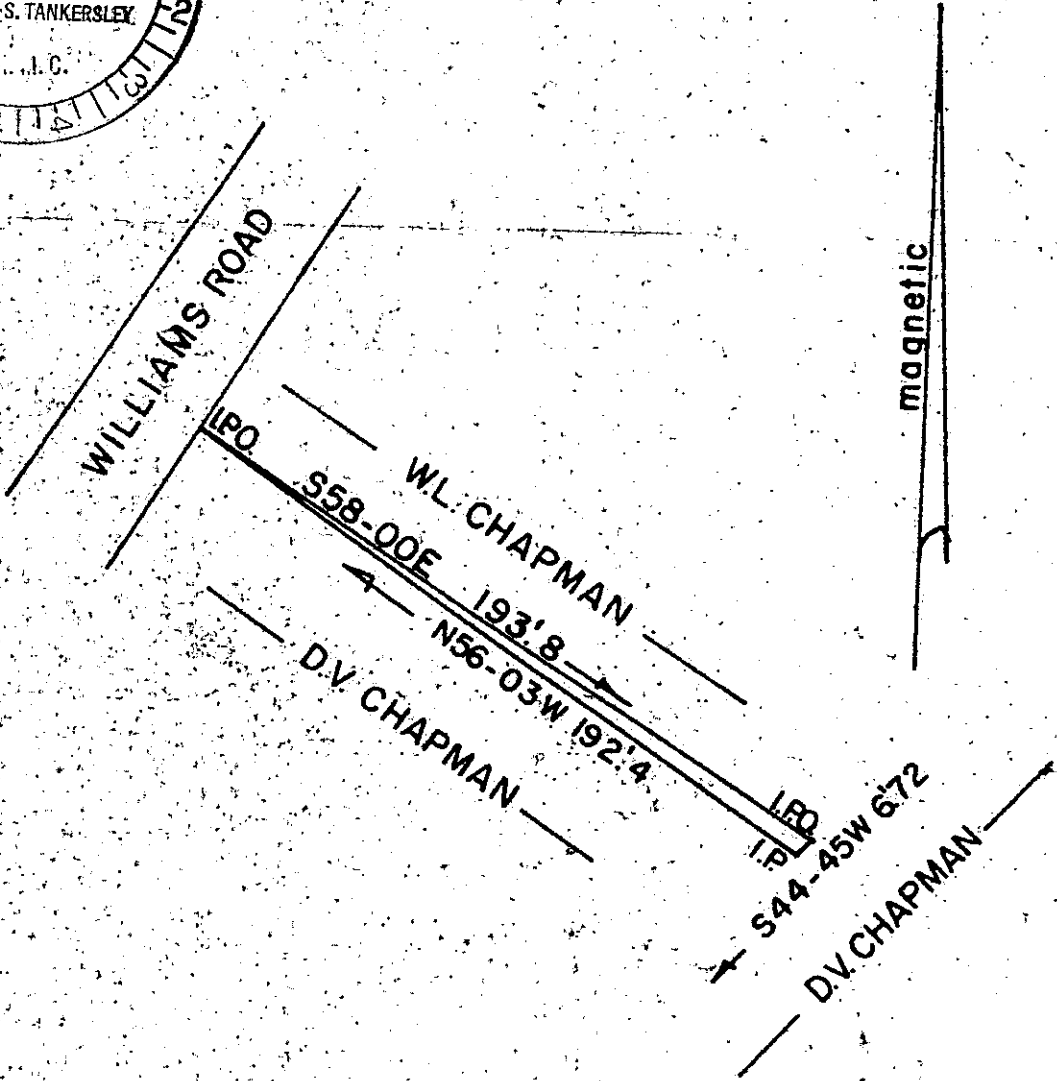 S. TANKERSLEY
WILLIAMS ROAD
magnetic
I.P.O.
W.L. CHAPMAN
S58-00E 193.'8
N56-03W 192.'4
D.V. CHAPMAN
I.P.O.
I.P.
S44-45W 6.'72
D.V. CHAPMAN